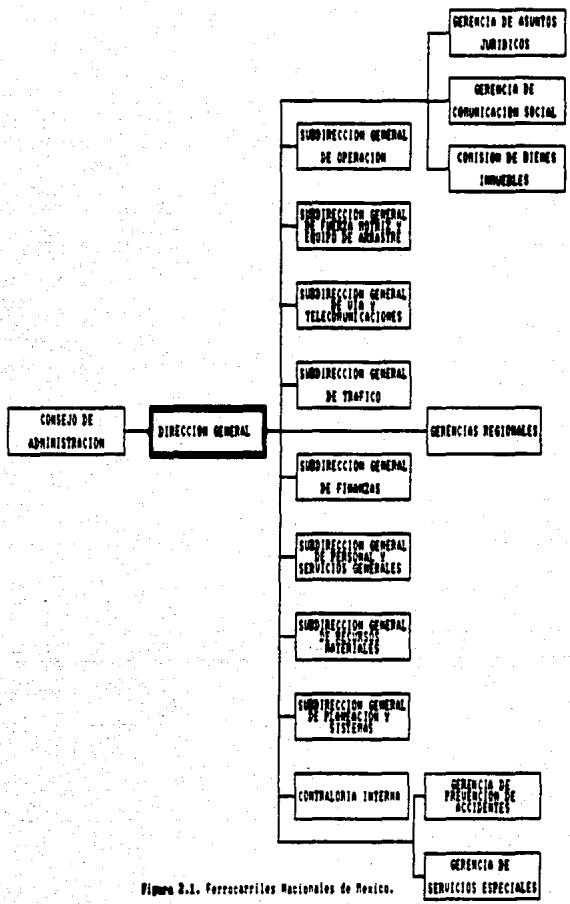 GERENCIA DE ASUNTOS
JURIDICOS
GERENCIA DE
COMUNICACION SOCIAL
COMISION DE BIENES
INMUEBLES
SUBDIRECCION GENERAL
DE OPERACION
SUBDIRECCION GENERAL
DE FUERZA MOTRIZ Y
EQUIPO DE ARRASTRE
SUBDIRECCION GENERAL
DE VIA Y
TELECOMUNICACIONES
SUBDIRECCION GENERAL
DE TRAFICO
CONSEJO DE
ADMINISTRACION
DIRECCION GENERAL
GERENCIAS REGIONALES
SUBDIRECCION GENERAL
DE FINANZAS
SUBDIRECCION GENERAL
DE PERSONAL Y
SERVICIOS GENERALES
SUBDIRECCION GENERAL
DE RECURSOS
MATERIALES
SUBDIRECCION GENERAL
DE PLANEACION Y
SISTEMAS
CONTRALORIA INTERNA
GERENCIA DE
PREVENCION DE
ACCIDENTES
GERENCIA DE
SERVICIOS ESPECIALES
Figura 2.1. Ferrocarriles Nacionales de Mexico.